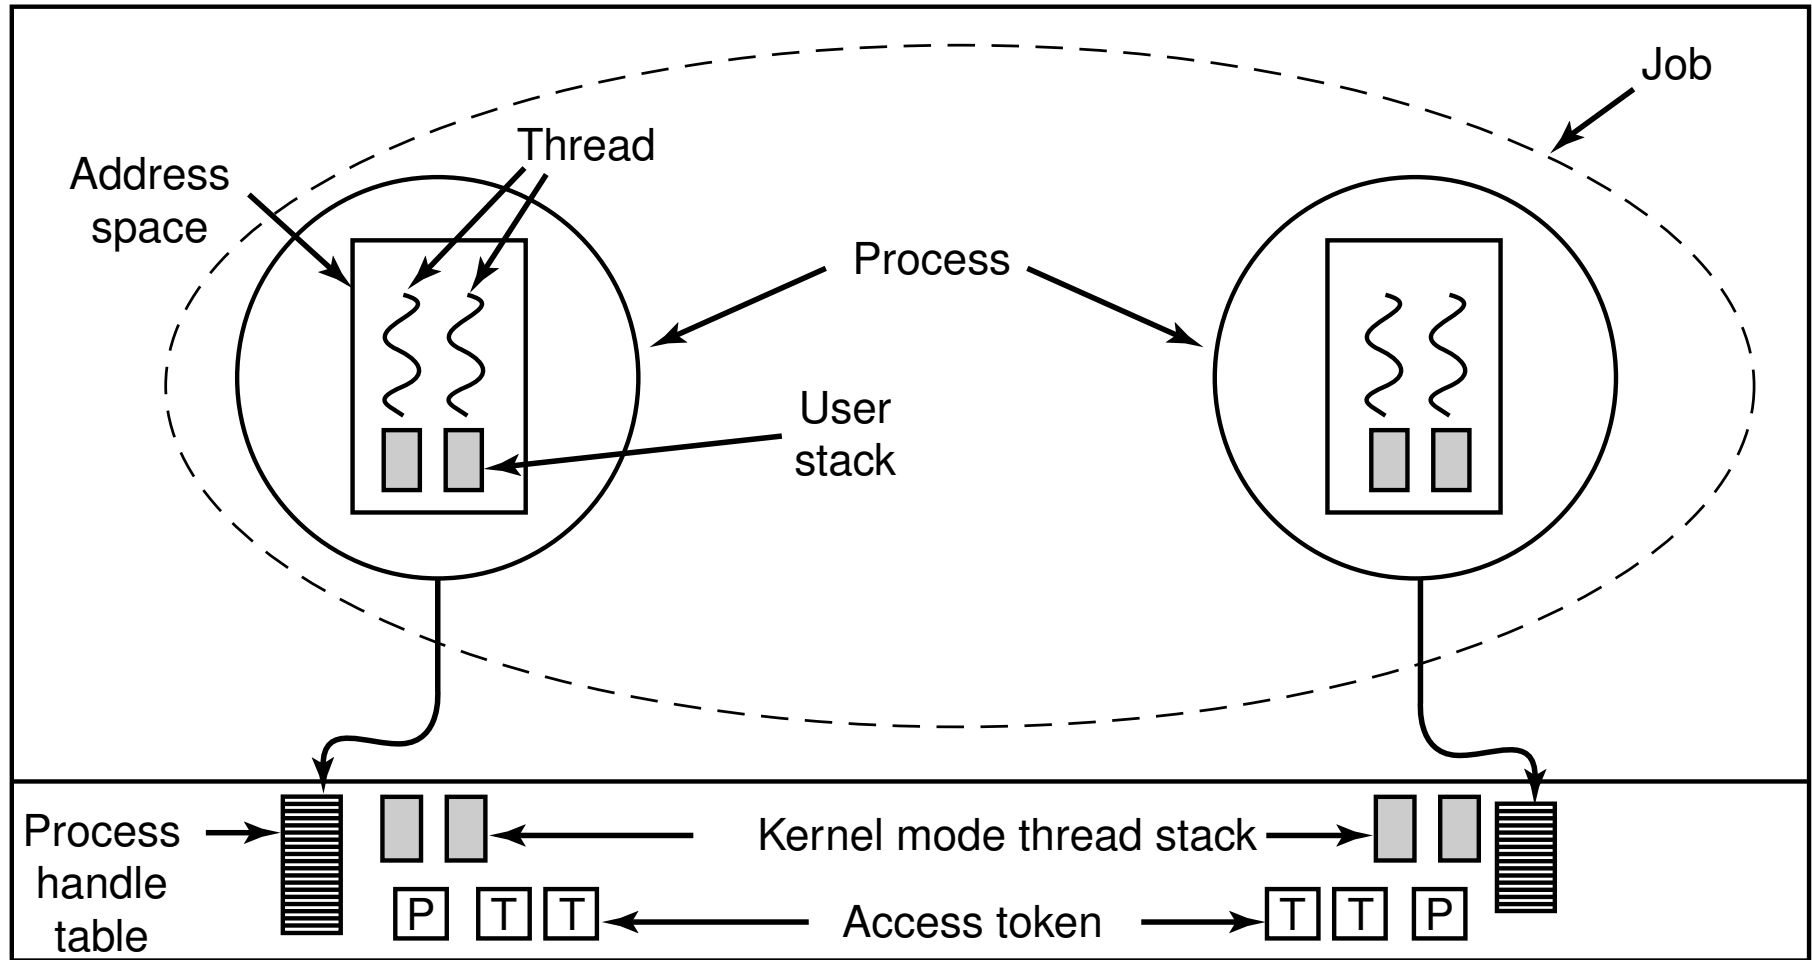 Job
Thread
Address
space
Process
User
stack
Process
handle
table
Kernel mode thread stack
P T T
Access token
T T P